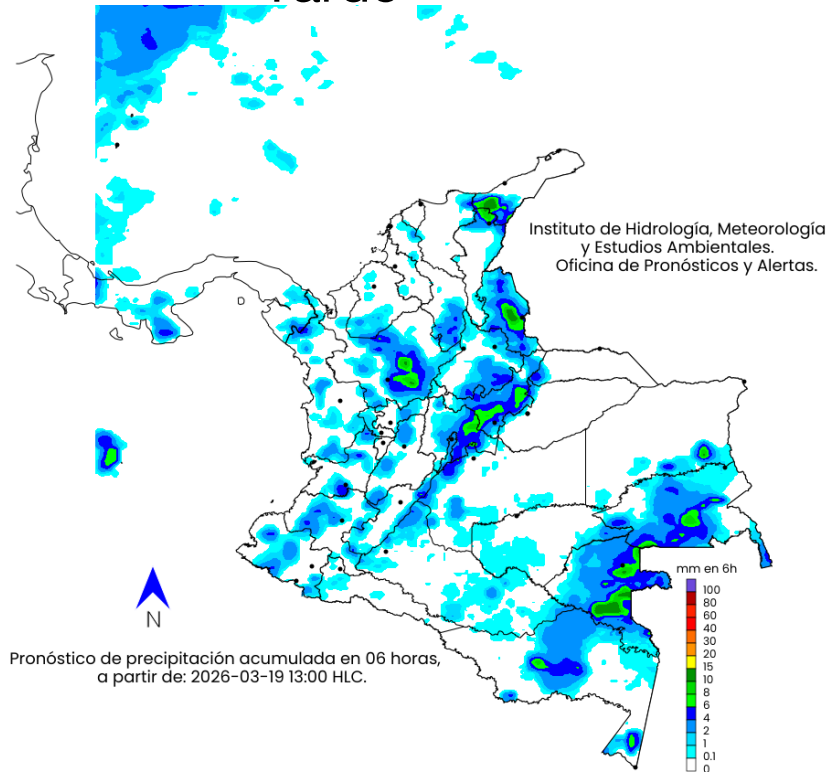 Instituto de Hidrología, Meteorología
y Estudios Ambientales.
Oficina de Pronósticos y Alertas.
mm en 6h
100
80
60
40
30
20
15
10
8
6
4
2
1
0.1
0
N
Pronóstico de precipitación acumulada en 06 horas,
a partir de: 2026-03-19 13:00 HLC.